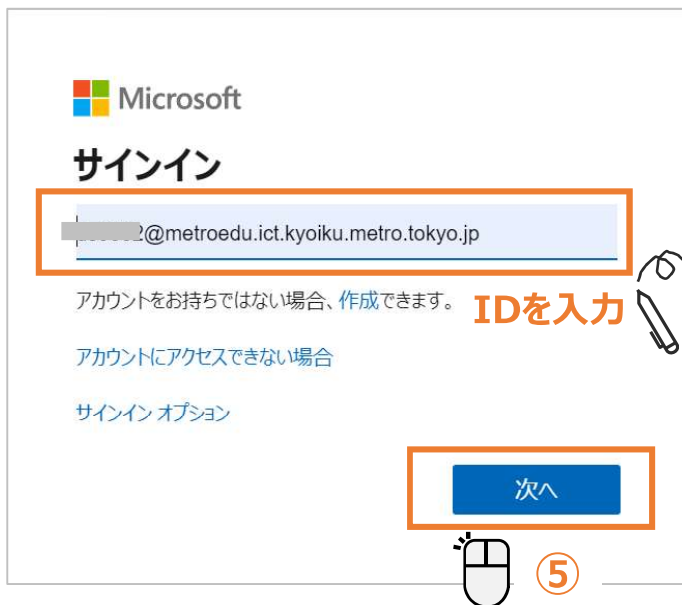 Microsoft
サインイン
2@metroedu.ict.kyoiku.metro.tokyo.jp
アカウントをお持ちではない場合、作成できます。
IDを入力
アカウントにアクセスできない場合
サインイン オプション
次へ
⑤